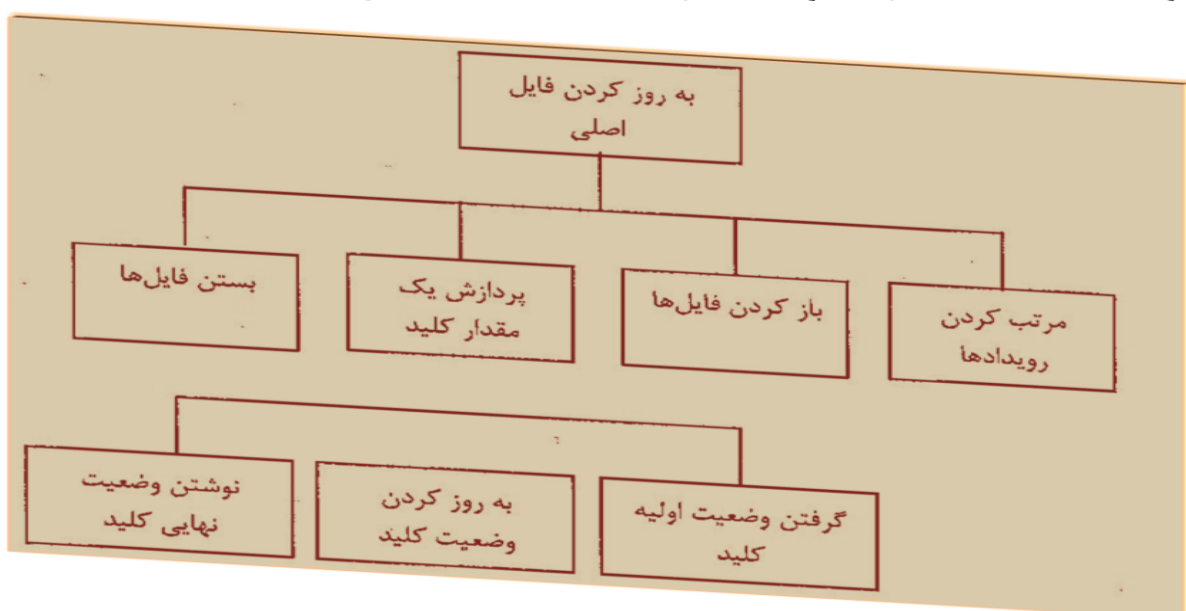 به روز کردن فایل
اصلی
مرتب کردن
رویدادها
باز کردن فایل‌ها
پردازش یک
مقدار کلید
بستن فایل‌ها
گرفتن وضعیت اولیه
کلید
به روز کردن
وضعیت کلید
نوشتن وضعیت
نهایی کلید